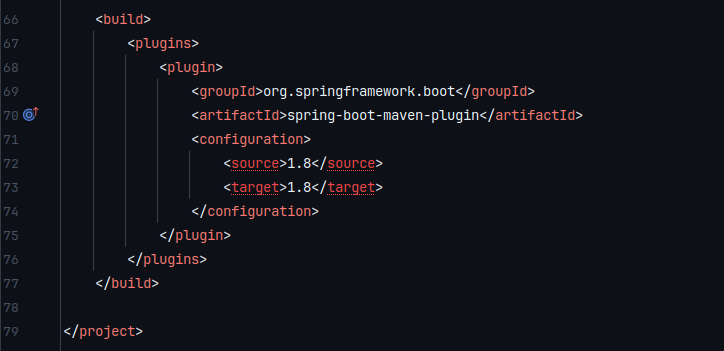 66 <build>
67 <plugins>
68 <plugin>
69 <groupId>org.springframework.boot</groupId>
70 <artifactId>spring-boot-maven-plugin</artifactId>
71 <configuration>
72 <source>1.8</source>
73 <target>1.8</target>
74 </configuration>
75 </plugin>
76 </plugins>
77 </build>
78
79 </project>